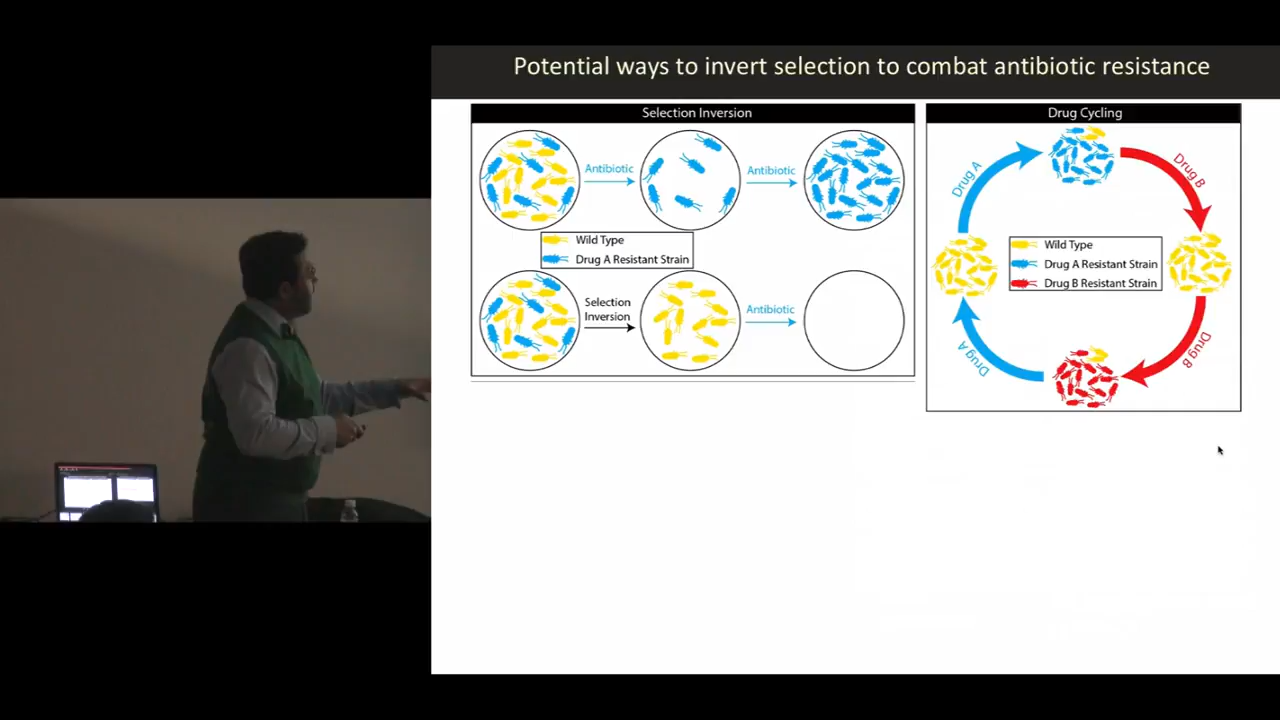 Potential ways to invert selection to combat antibiotic resistance
Selection Inversion
Antibiotic
Antibiotic
Wild Type
Drug A Resistant Strain
Selection
Inversion
Antibiotic
Drug Cycling
Drug A
Drug B
Wild Type
Drug A Resistant Strain
Drug B Resistant Strain
Drug A
Drug B